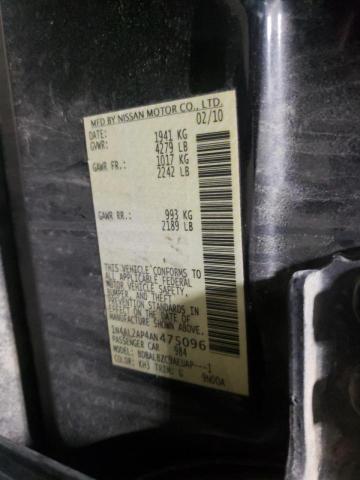 MFD BY NISSAN MOTOR CO., LTD.
DATE: 02/10
GVWR: 1941 KG
4279 LB
GAWR FR.: 1017 KG
2242 LB
GAWR RR.: 993 KG
2189 LB
THIS VEHICLE CONFORMS TO
ALL APPLICABLE FEDERAL
MOTOR VEHICLE SAFETY,
BUMPER, AND THEFT
PREVENTION STANDARDS IN
EFFECT ON THE DATE OF
MANUFACTURE SHOWN ABOVE.
1N4AL2AP4AN475096
PASSENGER CAR 984
MODEL:
COLOR: KH3 TRIM: G 9N00A